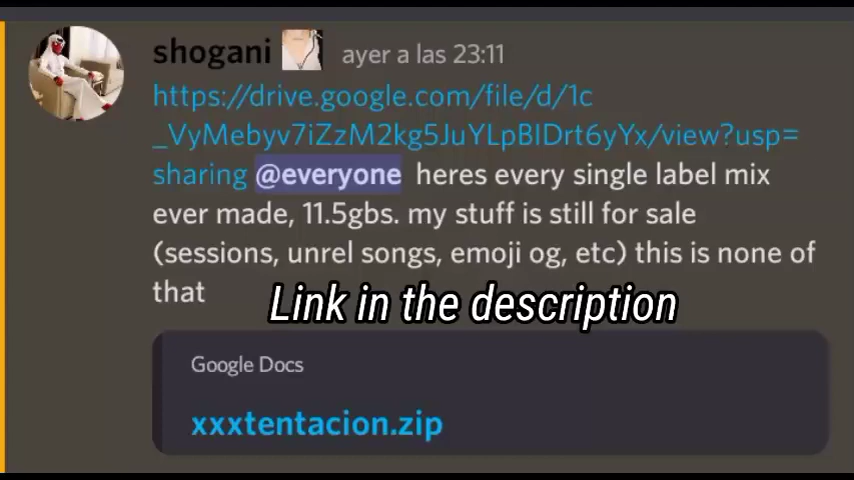 shogani ayer a las 23:11
https://drive.google.com/file/d/1c
_VyMebyv7iZzM2kg5JuYLpBIDrt6yYx/view?usp=
sharing @everyone heres every single label mix
ever made, 11.5gbs. my stuff is still for sale
(sessions, unrel songs, emoji og, etc) this is none of
that
Link in the description
Google Docs
xxxtentacion.zip